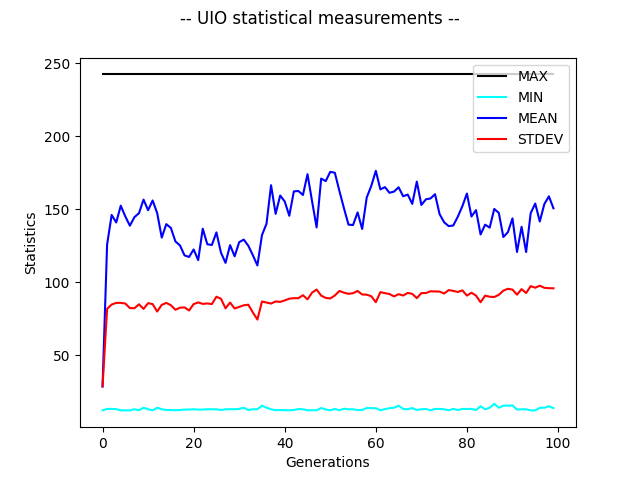 -- UIO statistical measurements --
250
200
150
100
50
Statistics
MAX
MIN
MEAN
STDEV
0 20 40 60 80 100
Generations